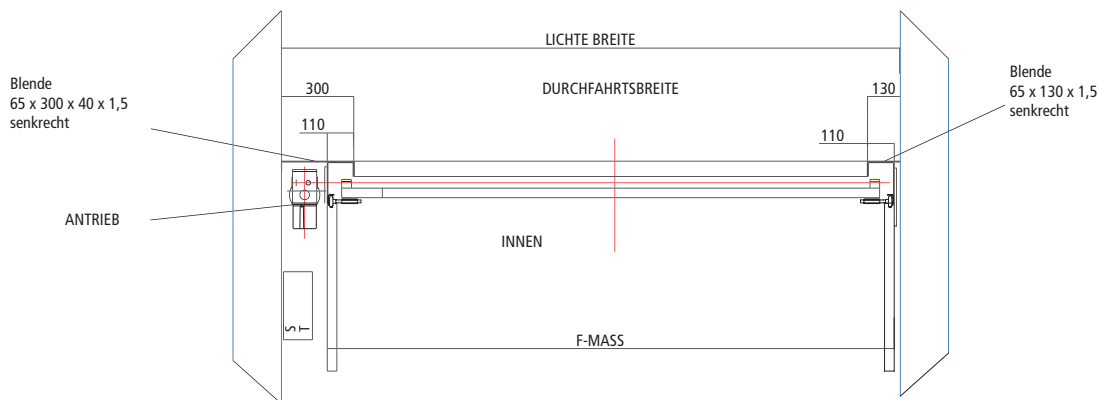 LICHTE BREITE
Blende
65 x 300 x 40 x 1,5
senkrecht
300
DURCHFAHRTSBREITE
130
Blende
65 x 130 x 1,5
senkrecht
110
110
ANTRIEB
INNEN
ST
F-MASS